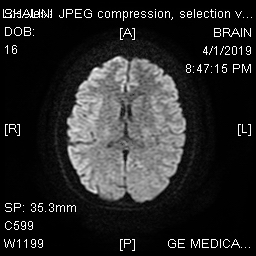 JPEG compression, selection v...
DOB:
16
[A]
BRAIN
4/1/2019
8:47:15 PM
[R]
[L]
SP: 35.3mm
C599
W1199
[P]
GE MEDICA...